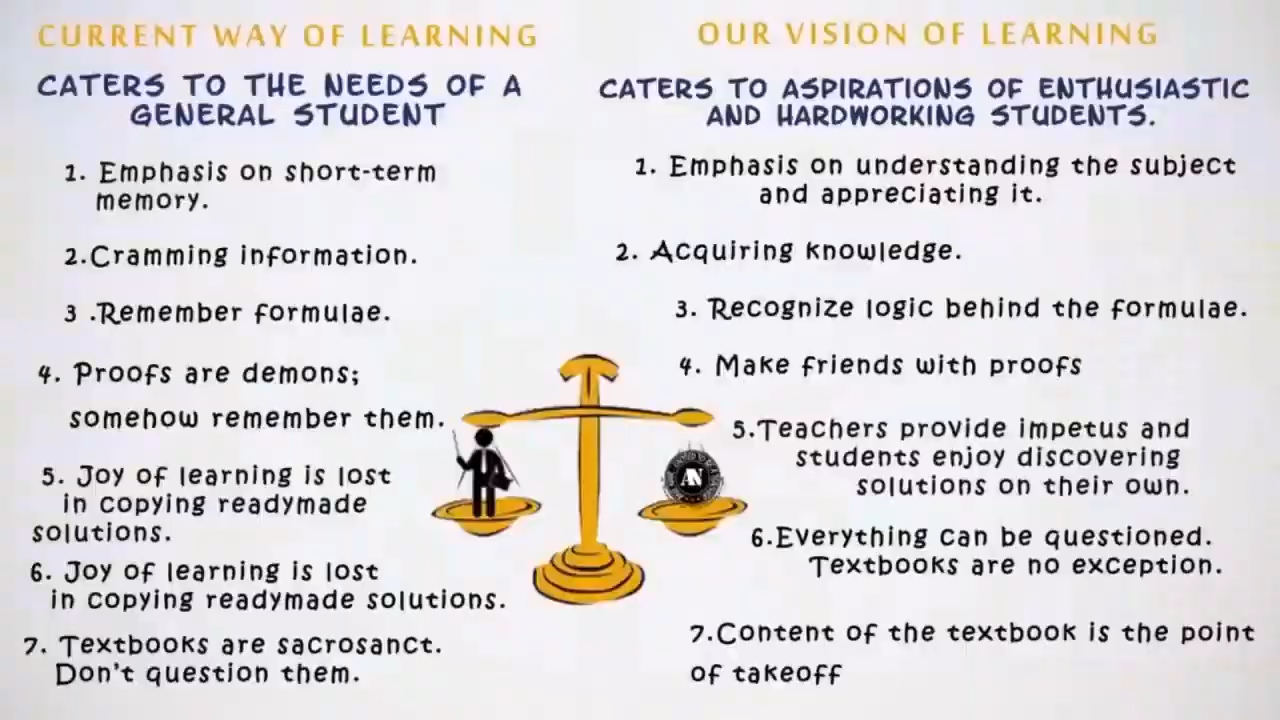 CURRENT WAY OF LEARNING
CATERS TO THE NEEDS OF A
GENERAL STUDENT
1. Emphasis on short-term
memory.
2.Cramming information.
3 .Remember formulae.
4. Proofs are demons;
somehow remember them.
5. Joy of learning is lost
in copying readymade
solutions.
6. Joy of learning is lost
in copying readymade solutions.
7. Textbooks are sacrosanct.
Don't question them.
OUR VISION OF LEARNING
CATERS TO ASPIRATIONS OF ENTHUSIASTIC
AND HARDWORKING STUDENTS.
1. Emphasis on understanding the subject
and appreciating it.
2. Acquiring knowledge.
3. Recognize logic behind the formulae.
4. Make friends with proofs
5.Teachers provide impetus and
students enjoy discovering
solutions on their own.
6.Everything can be questioned.
Textbooks are no exception.
7.Content of the textbook is the point
of takeoff
AN